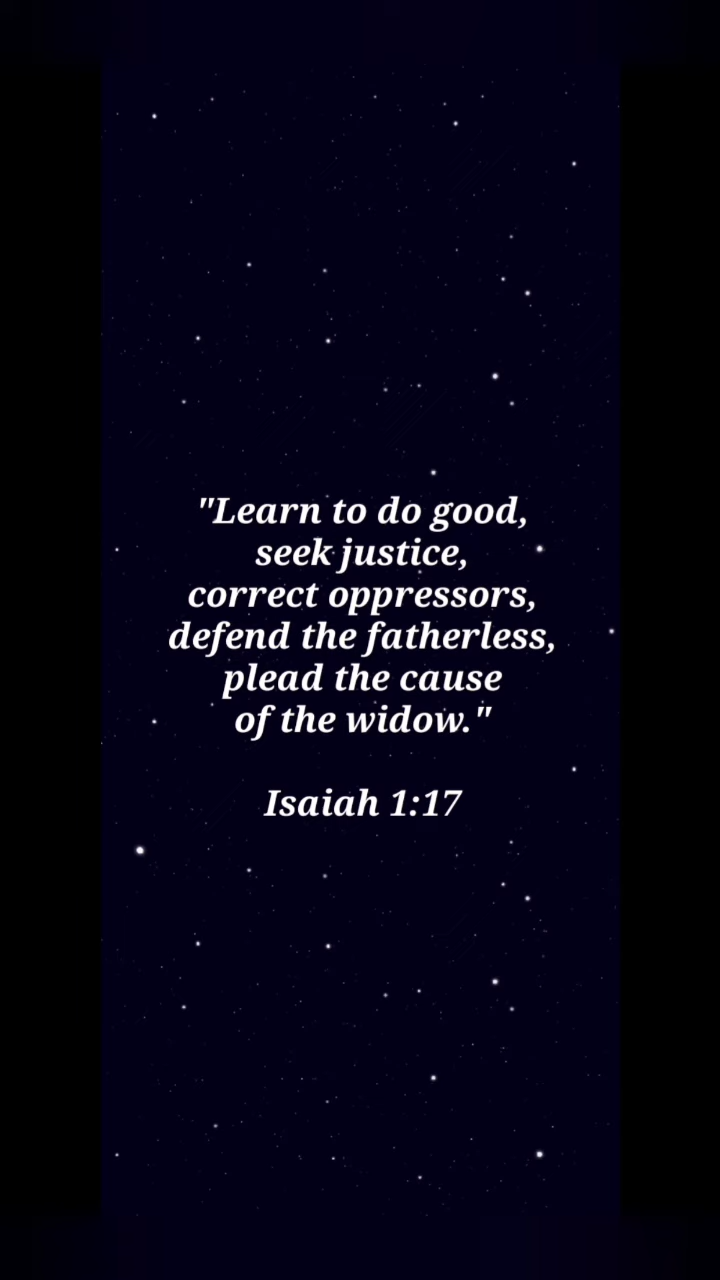 "Learn to do good,
seek justice,
correct oppressors,
defend the fatherless,
plead the cause
of the widow."
Isaiah 1:17